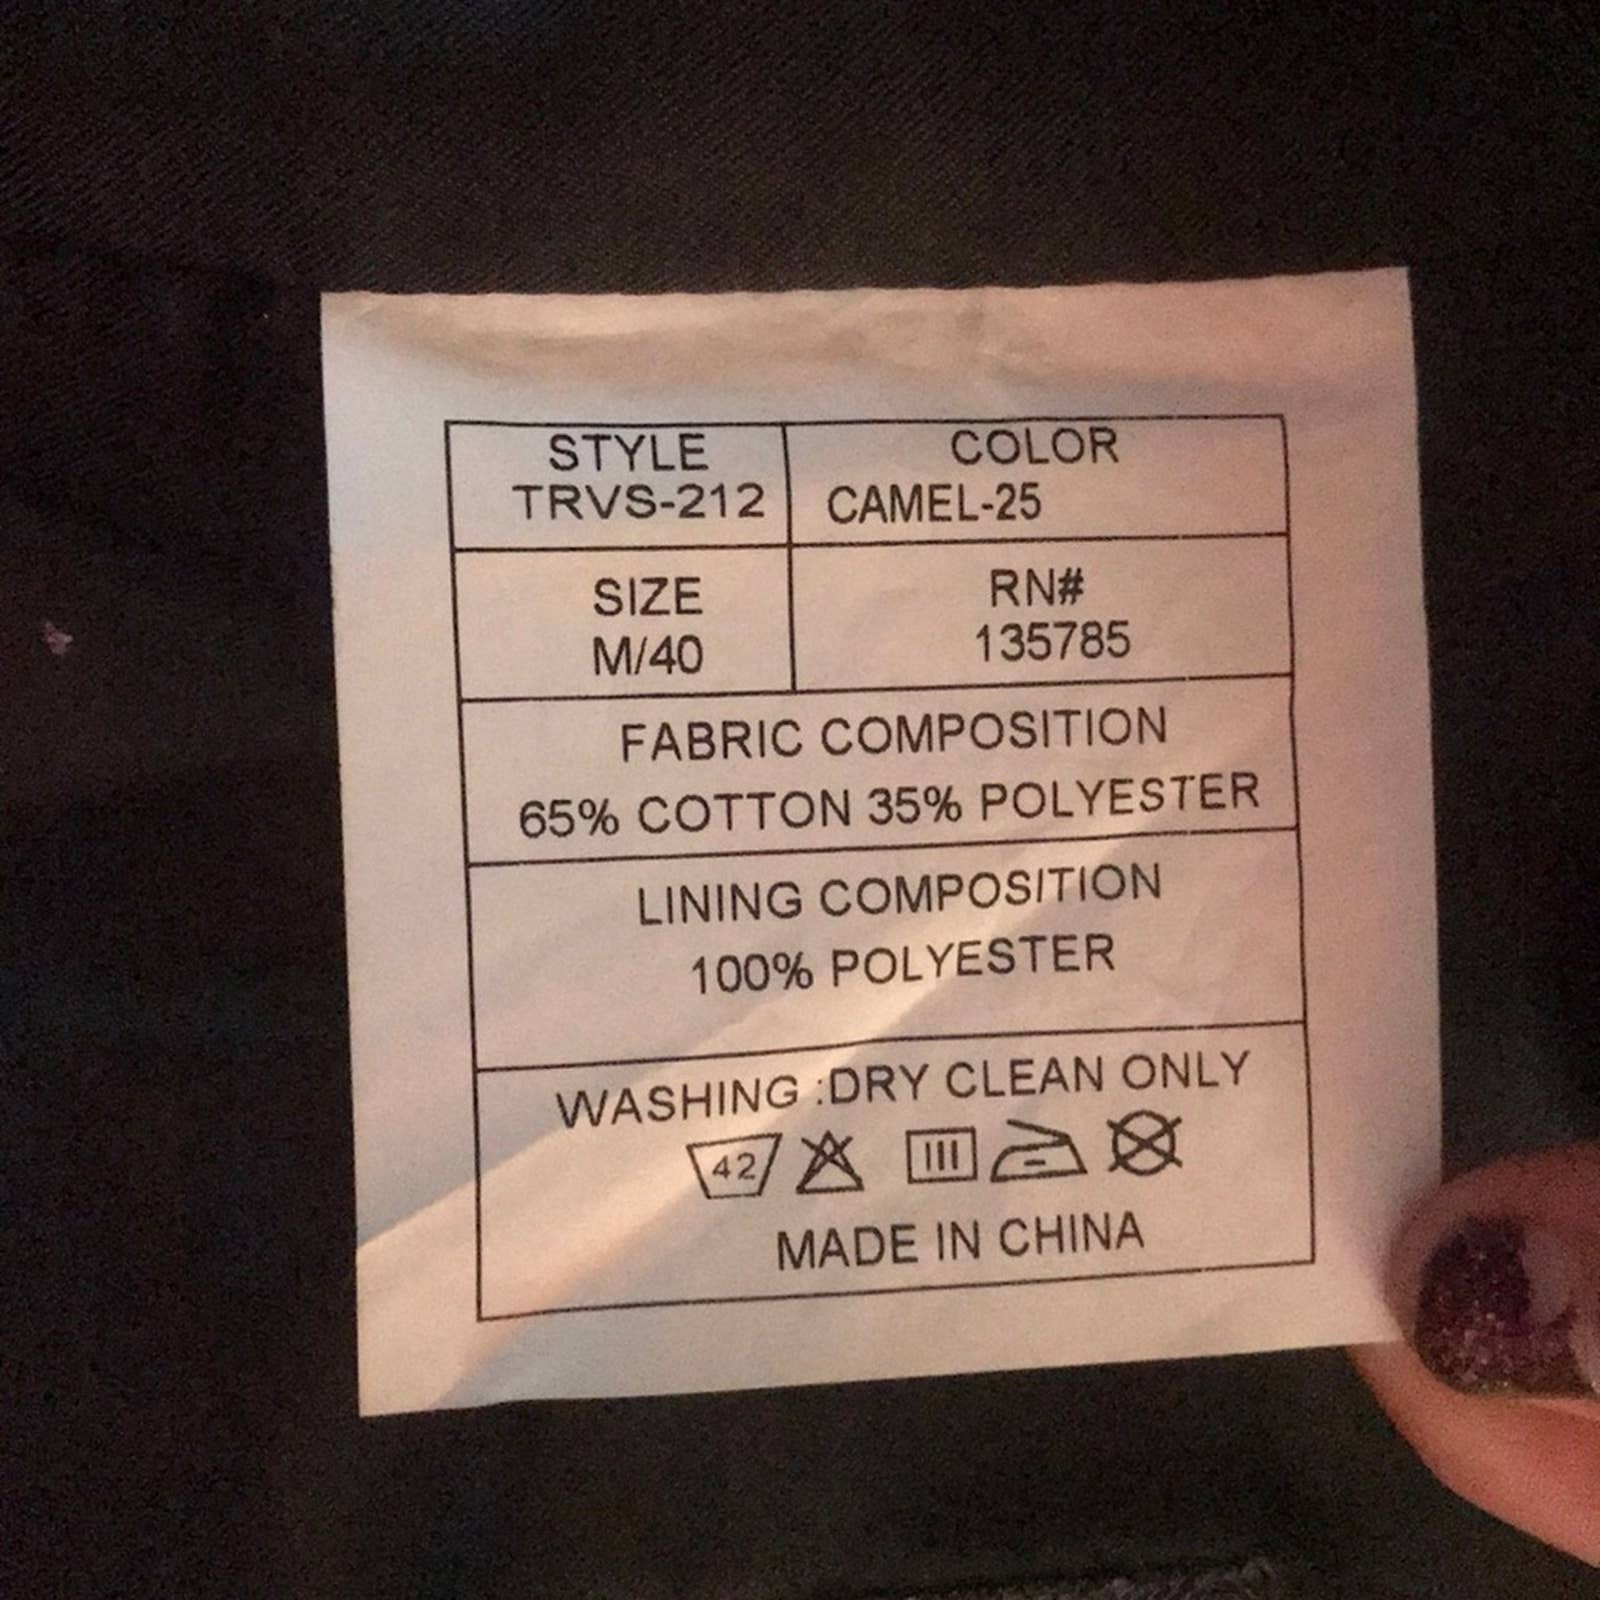 STYLE
TRVS-212
COLOR
CAMEL-25
SIZE
M/40
RN#
135785
FABRIC COMPOSITION
65% COTTON 35% POLYESTER
LINING COMPOSITION
100% POLYESTER
WASHING :DRY CLEAN ONLY
42
MADE IN CHINA